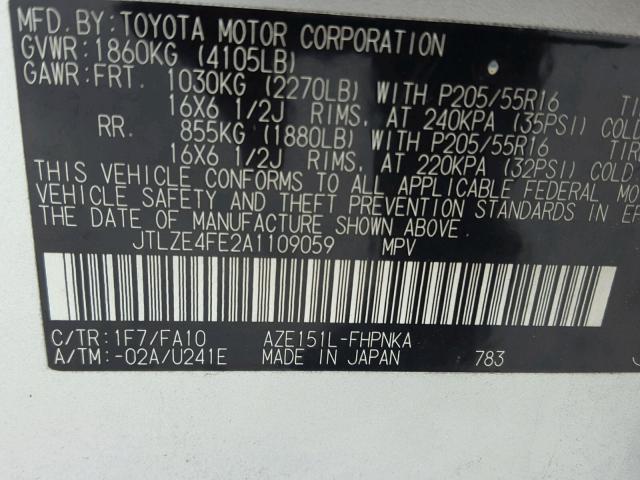 MFD. BY: TOYOTA MOTOR CORPORATION
GVWR: 1860KG (4105LB)
GAWR: FRT. 1030KG (2270LB) WITH P205/55R16
16X6 1/2J RIMS, AT 240KPA (35PSI) COLD
RR. 855KG (1880LB) WITH P205/55R16 TIR
16X6 1/2J RIMS, AT 220KPA (32PSI) COLD
THIS VEHICLE CONFORMS TO ALL APPLICABLE FEDERAL MO
VEHICLE SAFETY AND THEFT PREVENTION STANDARDS IN EF
THE DATE OF MANUFACTURE SHOWN ABOVE.
JTLZE4FE2A1109059 MPV
C/TR: 1F7/FA10 AZE151L-FHPNKA
A/TM: -02A/U241E MADE IN JAPAN 783